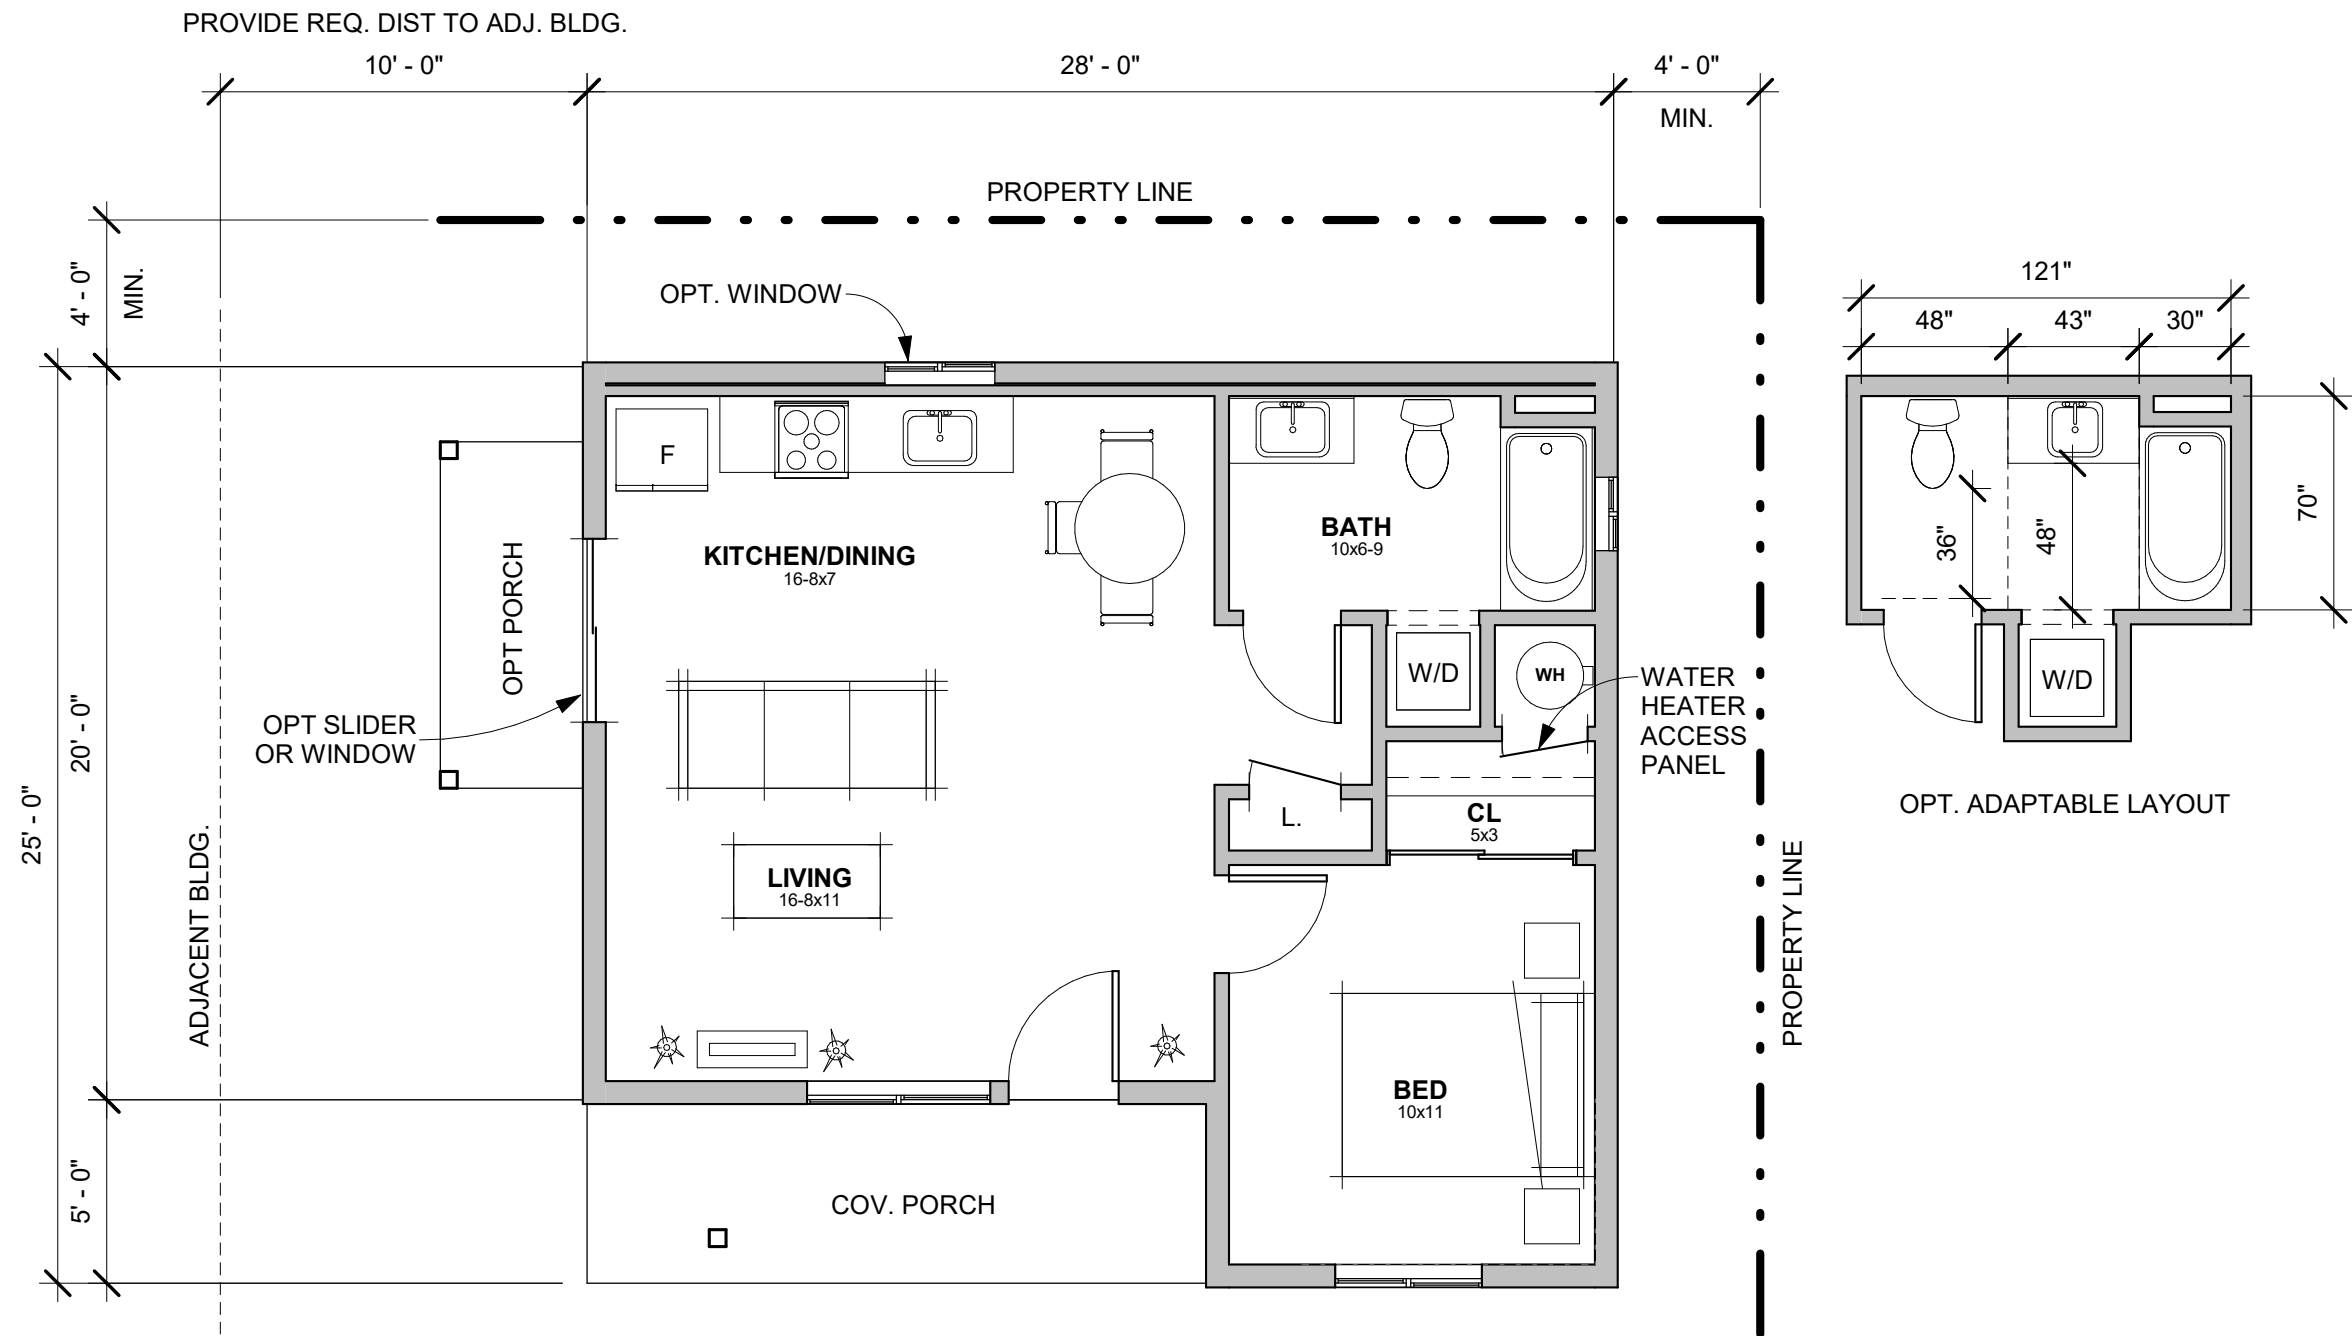 PROVIDE REQ. DIST TO ADJ. BLDG.
10' - 0"
28' - 0"
4' - 0"
MIN.
PROPERTY LINE
4' - 0"
MIN.
OPT. WINDOW
121"
48"
43"
30"
F
KITCHEN/DINING
16-8x7
BATH
10x6-9
OPT PORCH
36"
48"
70"
W/D
WH
WATER
HEATER
ACCESS
PANEL
W/D
OPT SLIDER
OR WINDOW
20' - 0"
25' - 0"
L.
CL
5x3
OPT. ADAPTABLE LAYOUT
LIVING
16-8x11
ADJACENT BLDG.
PROPERTY LINE
BED
10x11
5' - 0"
COV. PORCH